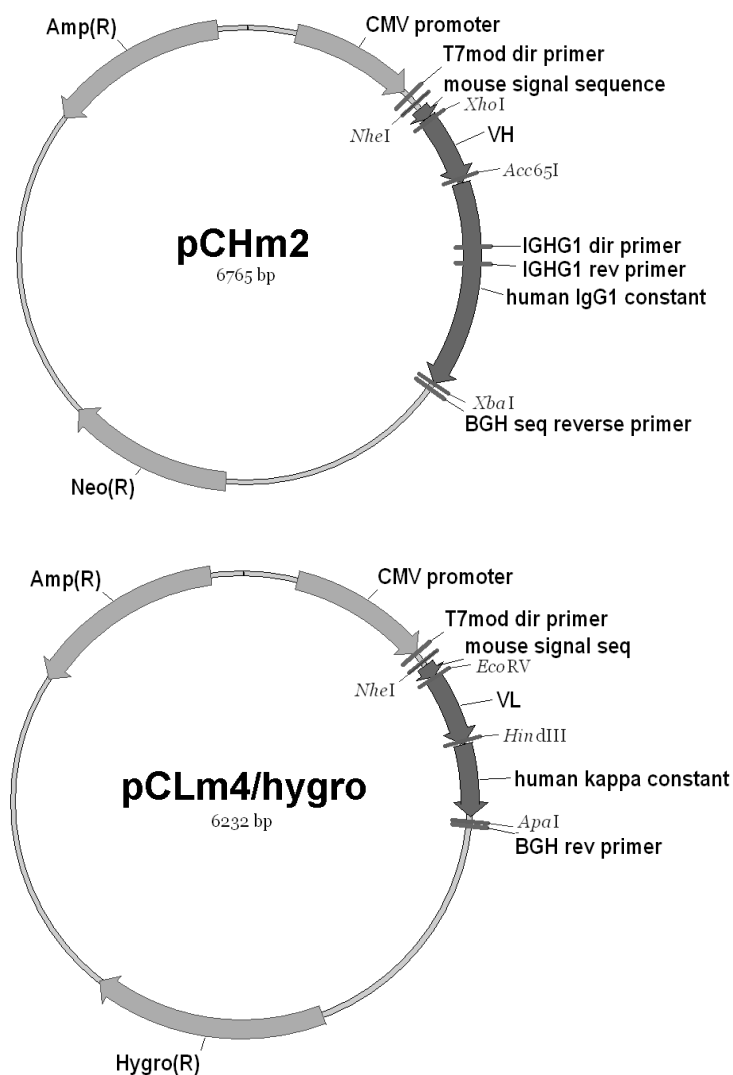 Amp(R)
CMV promoter
T7mod dir primer
mouse signal sequence
XhoI
NheI
VH
Acc65I
pCHm2
6765 bp
IGHG1 dir primer
IGHG1 rev primer
human IgG1 constant
XbaI
BGH seq reverse primer
Neo(R)
Amp(R)
CMV promoter
T7mod dir primer
mouse signal seq
EcoRV
NheI
VL
HindIII
pCLm4/hygro
6232 bp
human kappa constant
ApaI
BGH rev primer
Hygro(R)